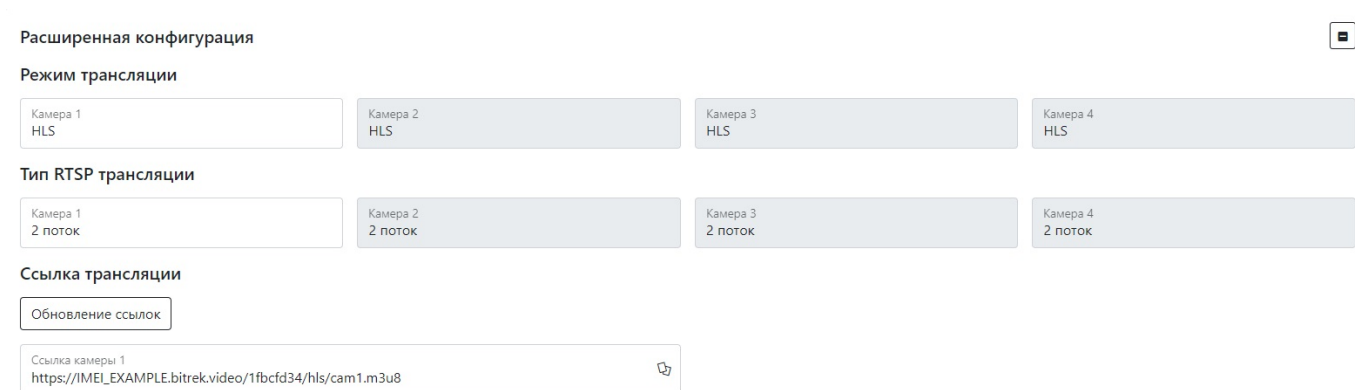 Расширенная конфигурация
Режим трансляции
Камера 1 Камера 2 Камера 3 Камера 4
HLS HLS HLS HLS
Тип RTSP трансляции
Камера 1 Камера 2 Камера 3 Камера 4
2 поток 2 поток 2 поток 2 поток
Ссылка трансляции
Обновление ссылок
Ссылка камеры 1
https://IMEI_EXAMPLE.bitrek.video/1fbcfd34/hls/cam1.m3u8